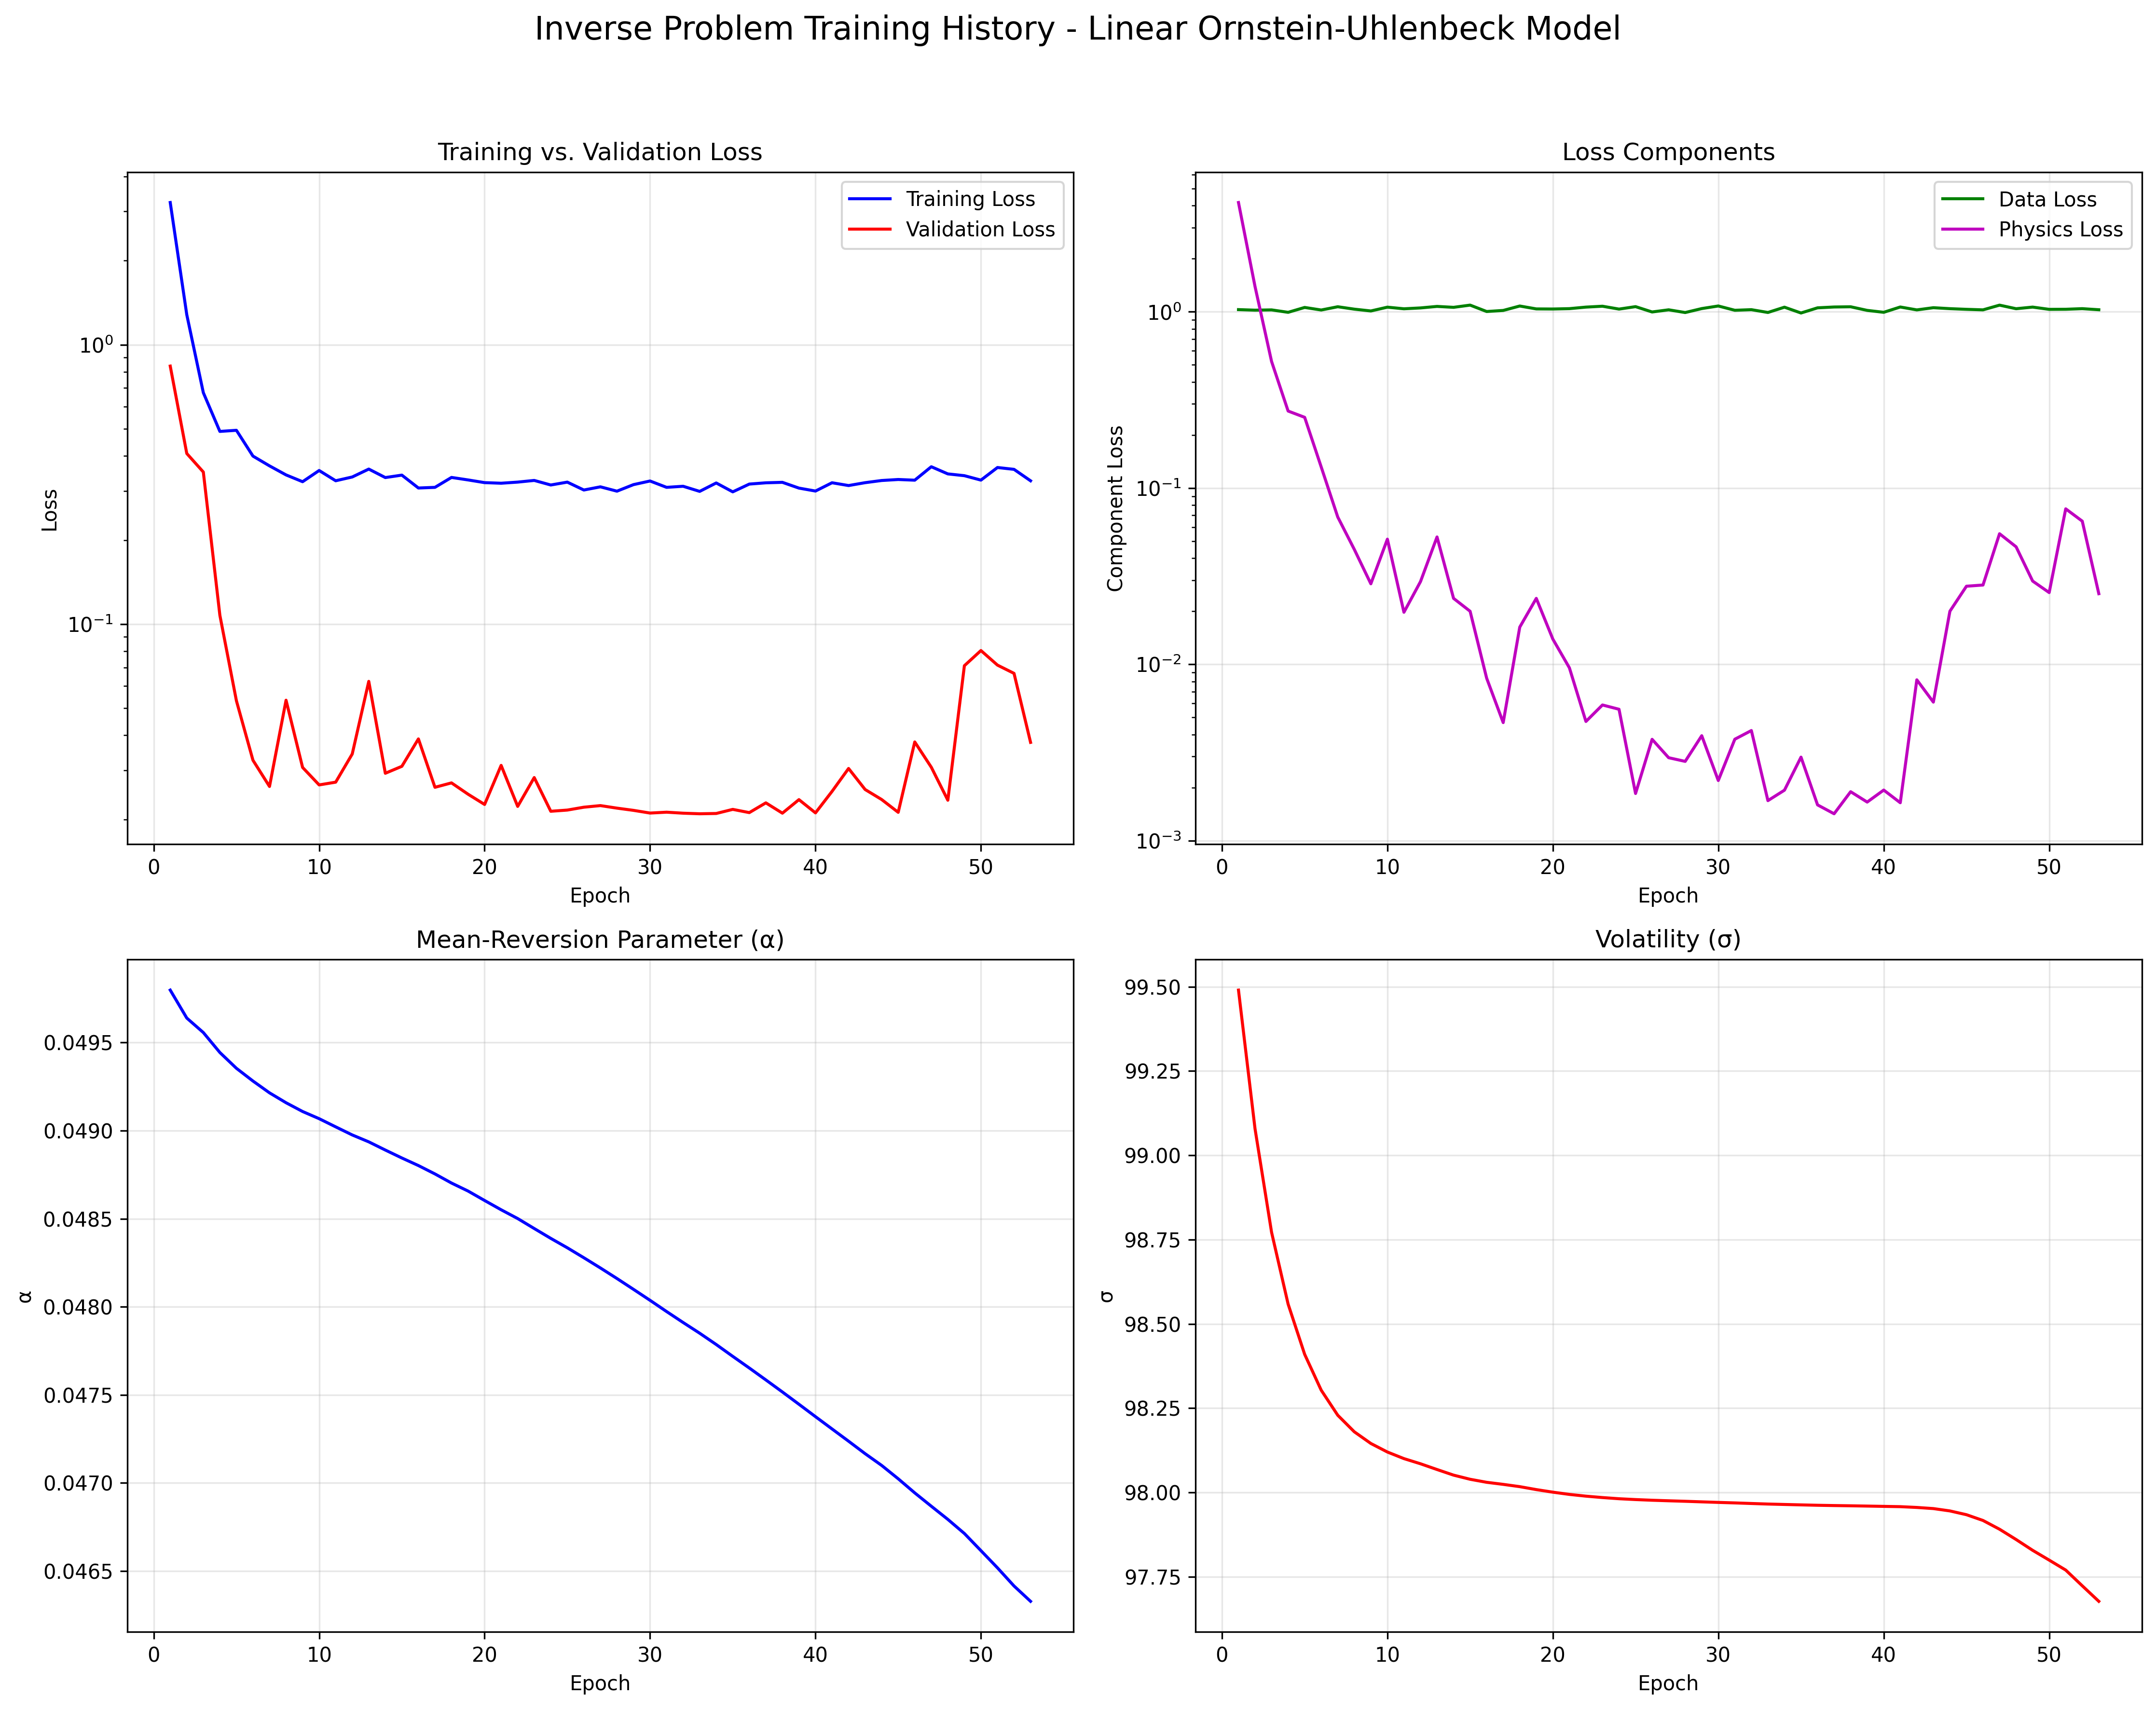 Inverse Problem Training History - Linear Ornstein-Uhlenbeck Model
Training vs. Validation Loss
Training Loss
Validation Loss
10⁰
10⁻¹
Loss
0 10 20 30 40 50
Epoch
Loss Components
Data Loss
Physics Loss
10⁰
10⁻¹
10⁻²
10⁻³
Component Loss
0 10 20 30 40 50
Epoch
Mean-Reversion Parameter (α)
0.0495
0.0490
0.0485
0.0480
0.0475
0.0470
0.0465
α
0 10 20 30 40 50
Epoch
Volatility (σ)
99.50
99.25
99.00
98.75
98.50
98.25
98.00
97.75
σ
0 10 20 30 40 50
Epoch